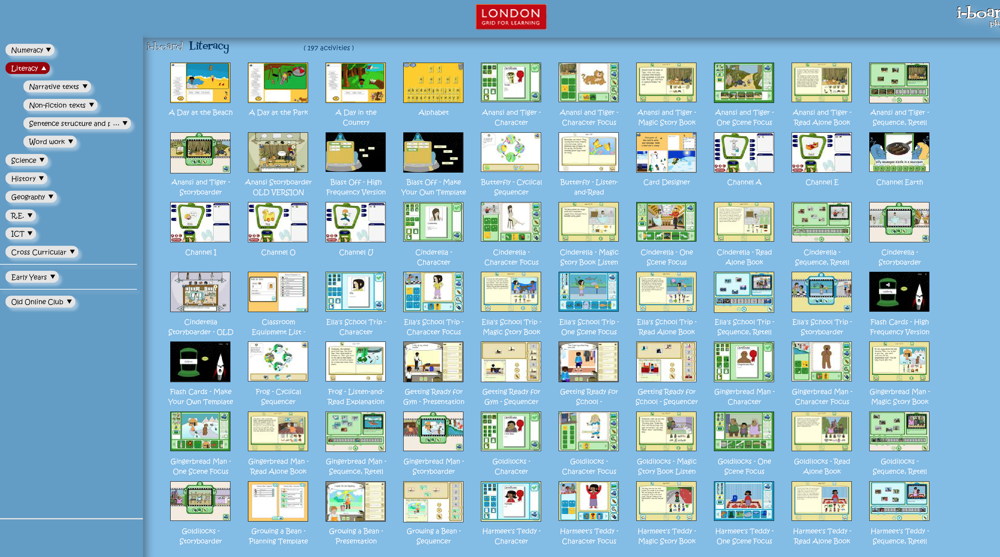 LONDON
GRID FOR LEARNING
i-board Literacy
( 197 activities )
Numeracy ▼
Literacy ▲
Narrative texts ▼
Non-fiction texts ▼
Sentence structure and p ... ▼
Word work ▼
Science ▼
History ▼
Geography ▼
R.E. ▼
ICT ▼
Cross Curricular ▼
Early Years ▼
Old Online Club ▼
A Day at the Beach
A Day at the Park
A Day in the
Country
Alphabet
Anansi and Tiger -
Character
Anansi and Tiger -
Character Focus
Anansi and Tiger -
Magic Story Book
Anansi and Tiger -
One Scene Focus
Anansi and Tiger -
Read Alone Book
Anansi and Tiger -
Sequence, Retell
silly sausages sizzle in a saucepan
Anansi and Tiger -
Storyboarder
Anansi Storyboarder
OLD VERSION
Blast Off - High
Frequency Version
Blast Off - Make
Your Own Template
Butterfly - Cyclical
Sequencer
Butterfly - Listen-
and-Read
Card Designer
Channel A
Channel E
Channel Earth
Channel I
Channel O
Channel U
Cinderella -
Character
Cinderella -
Character Focus
Cinderella - Magic
Story Book Listen
Cinderella - One
Scene Focus
Cinderella - Read
Alone Book
Cinderella -
Sequence, Retell
Cinderella -
Storyboarder
Cinderella
Storyboarder - OLD
Classroom
Equipment List -
Ella's School Trip -
Character
Ella's School Trip -
Character Focus
Ella's School Trip -
Magic Story Book
Ella's School Trip -
One Scene Focus
Ella's School Trip -
Read Alone Book
Ella's School Trip -
Sequence, Retell
Ella's School Trip -
Storyboarder
Flash Cards - High
Frequency Version
Flash Cards - Make
Your Own Template
Frog - Cyclical
Sequencer
Frog - Listen-and-
Read Explanation
Getting Ready for
Gym - Presentation
Getting Ready for
Gym - Sequencer
Getting Ready for
School -
Getting Ready for
School - Sequencer
Gingerbread Man -
Character
Gingerbread Man -
Character Focus
Gingerbread Man -
Magic Story Book
Gingerbread Man -
One Scene Focus
Gingerbread Man -
Read Alone Book
Gingerbread Man -
Sequence, Retell
Gingerbread Man -
Storyboarder
Goldilocks -
Character
Goldilocks -
Character Focus
Goldilocks - Magic
Story Book Listen
Goldilocks - One
Scene Focus
Goldilocks - Read
Alone Book
Goldilocks -
Sequence, Retell
Goldilocks -
Storyboarder
Growing a Bean -
Planning Template
Growing a Bean -
Presentation
Growing a Bean -
Sequencer
Harmeet's Teddy -
Character
Harmeet's Teddy -
Character Focus
Harmeet's Teddy -
Magic Story Book
Harmeet's Teddy -
One Scene Focus
Harmeet's Teddy -
Read Alone Book
Harmeet's Teddy -
Sequence, Retell